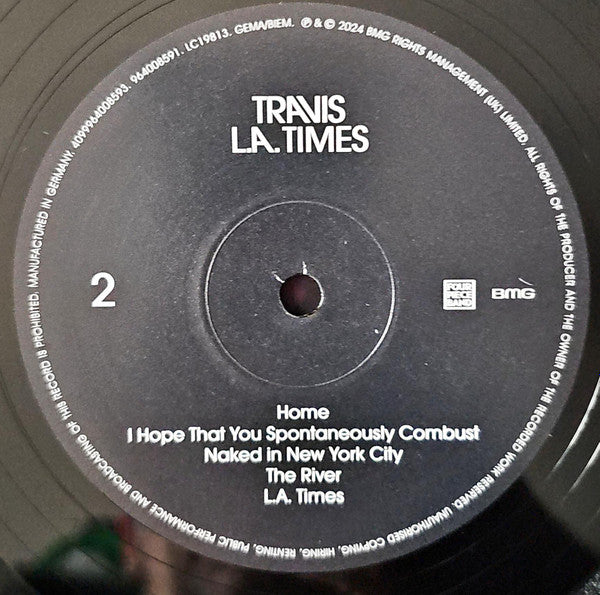 TRAVIS
L.A. TIMES
2
FOUR
PIECE
BAND
BMG
Home
I Hope That You Spontaneously Combust
Naked in New York City
The River
L.A. Times
MANUFACTURED IN GERMANY. 4099964008593. 964008591. LC19813. GEMA/BIEM. ℗ & © 2024 BMG RIGHTS MANAGEMENT (UK) LIMITED. ALL RIGHTS OF THE PRODUCER AND THE OWNER OF THE RECORDED WORK RESERVED. UNAUTHORISED COPYING, HIRING, RENTING, PUBLIC PERFORMANCE AND BROADCASTING OF THIS RECORD IS PROHIBITED.